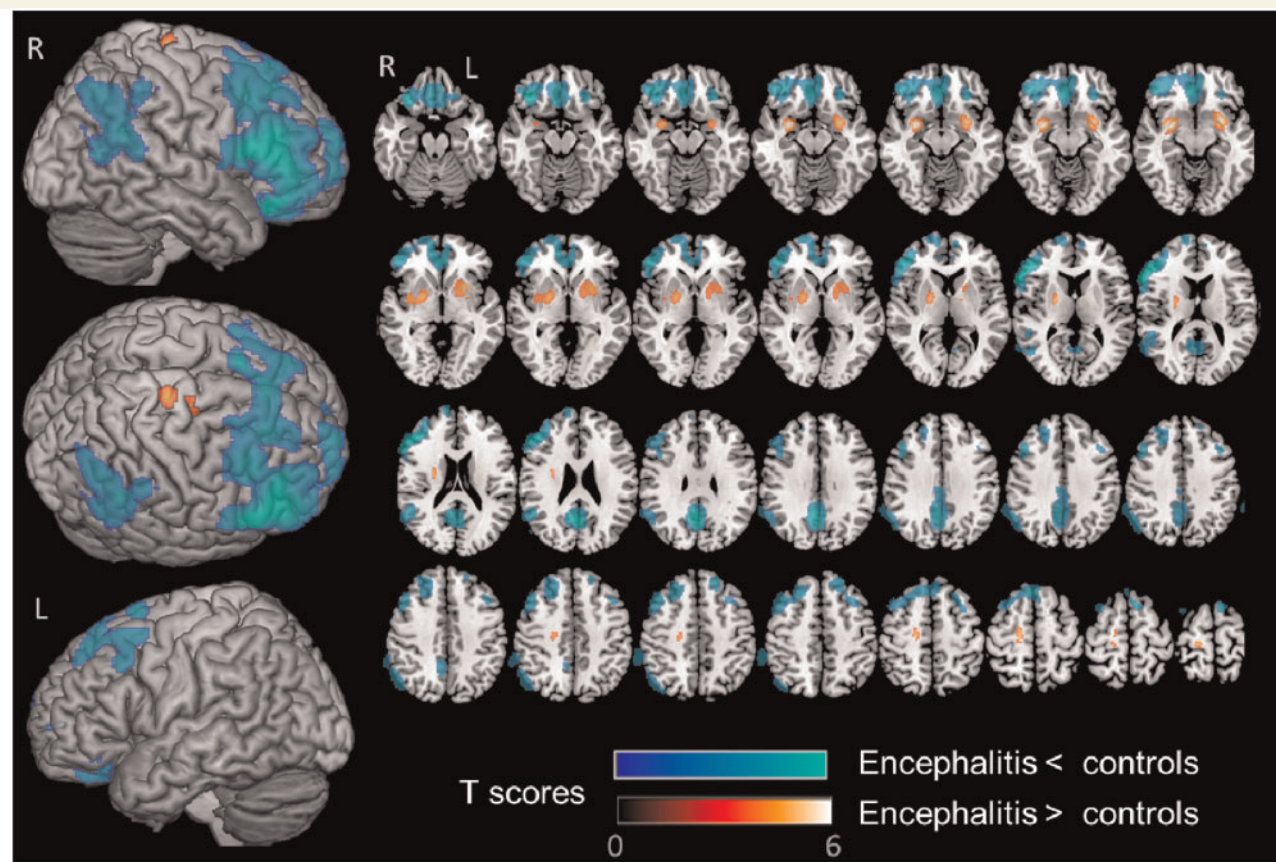 R
R L
L
T scores
Encephalitis < controls
Encephalitis > controls
0 6